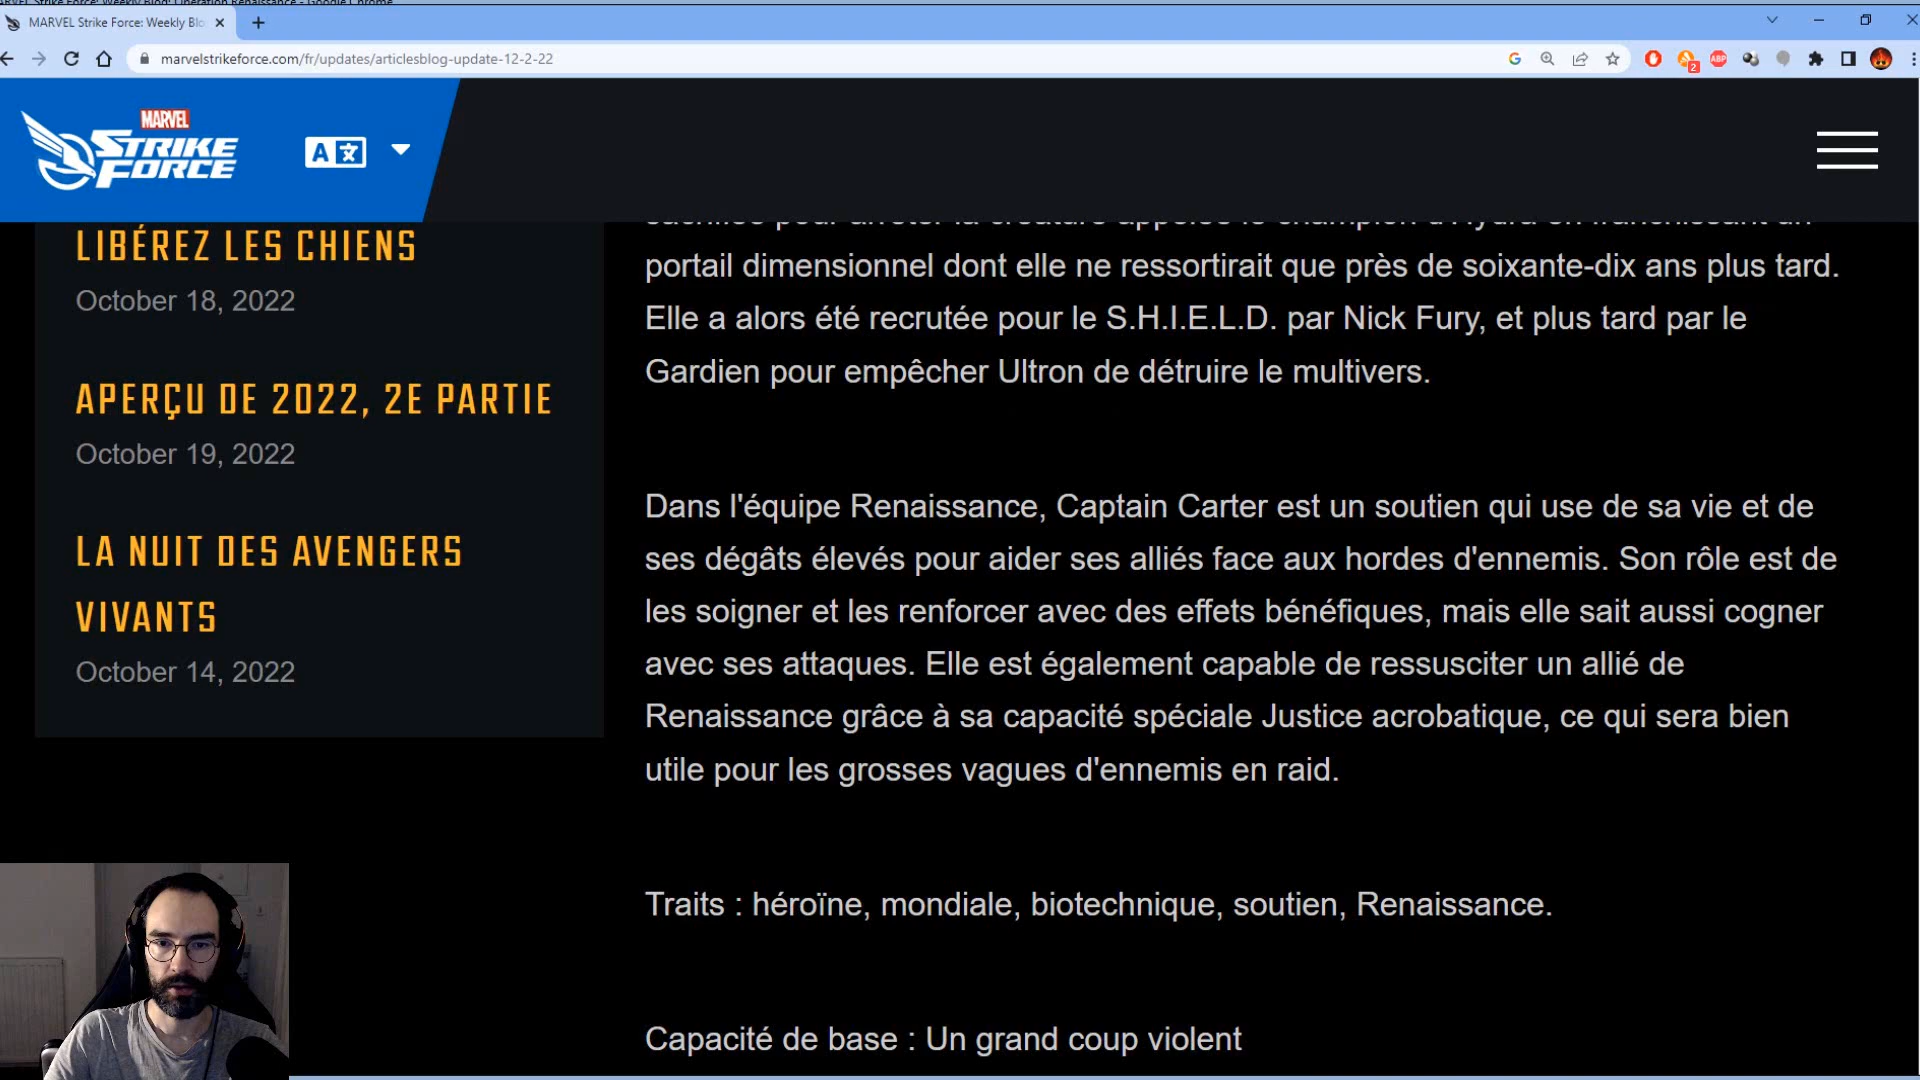 MARVEL Strike Force: Weekly Blog: Opération Renaissance - Google Chrome
MARVEL Strike Force: Weekly Blo
marvelstrikeforce.com/fr/updates/articlesblog-update-12-2-22
2
ABP
MARVEL
STRIKE
FORCE
A
LIBÉREZ LES CHIENS
October 18, 2022
APERÇU DE 2022, 2E PARTIE
October 19, 2022
LA NUIT DES AVENGERS
VIVANTS
October 14, 2022
portail dimensionnel dont elle ne ressortirait que près de soixante-dix ans plus tard.
Elle a alors été recrutée pour le S.H.I.E.L.D. par Nick Fury, et plus tard par le
Gardien pour empêcher Ultron de détruire le multivers.
Dans l'équipe Renaissance, Captain Carter est un soutien qui use de sa vie et de
ses dégâts élevés pour aider ses alliés face aux hordes d'ennemis. Son rôle est de
les soigner et les renforcer avec des effets bénéfiques, mais elle sait aussi cogner
avec ses attaques. Elle est également capable de ressusciter un allié de
Renaissance grâce à sa capacité spéciale Justice acrobatique, ce qui sera bien
utile pour les grosses vagues d'ennemis en raid.
Traits : héroïne, mondiale, biotechnique, soutien, Renaissance.
Capacité de base : Un grand coup violent